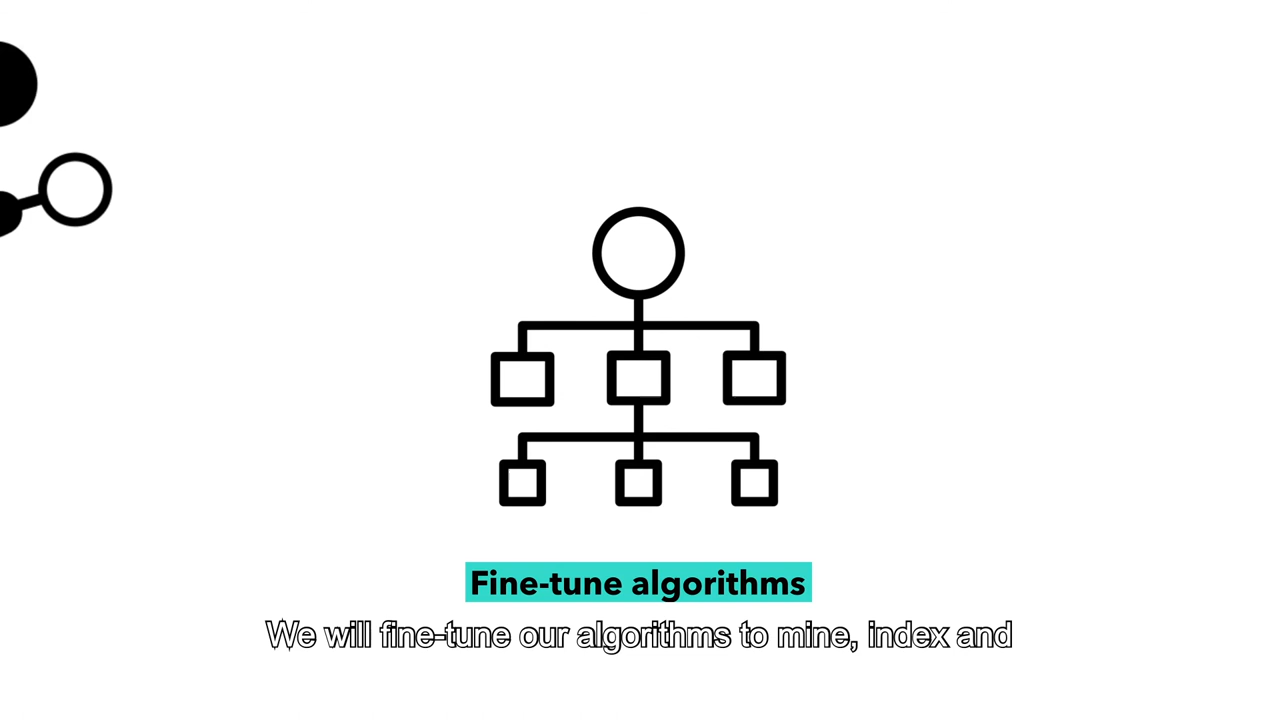 Fine-tune algorithms
We will fine-tune our algorithms to mine, index and